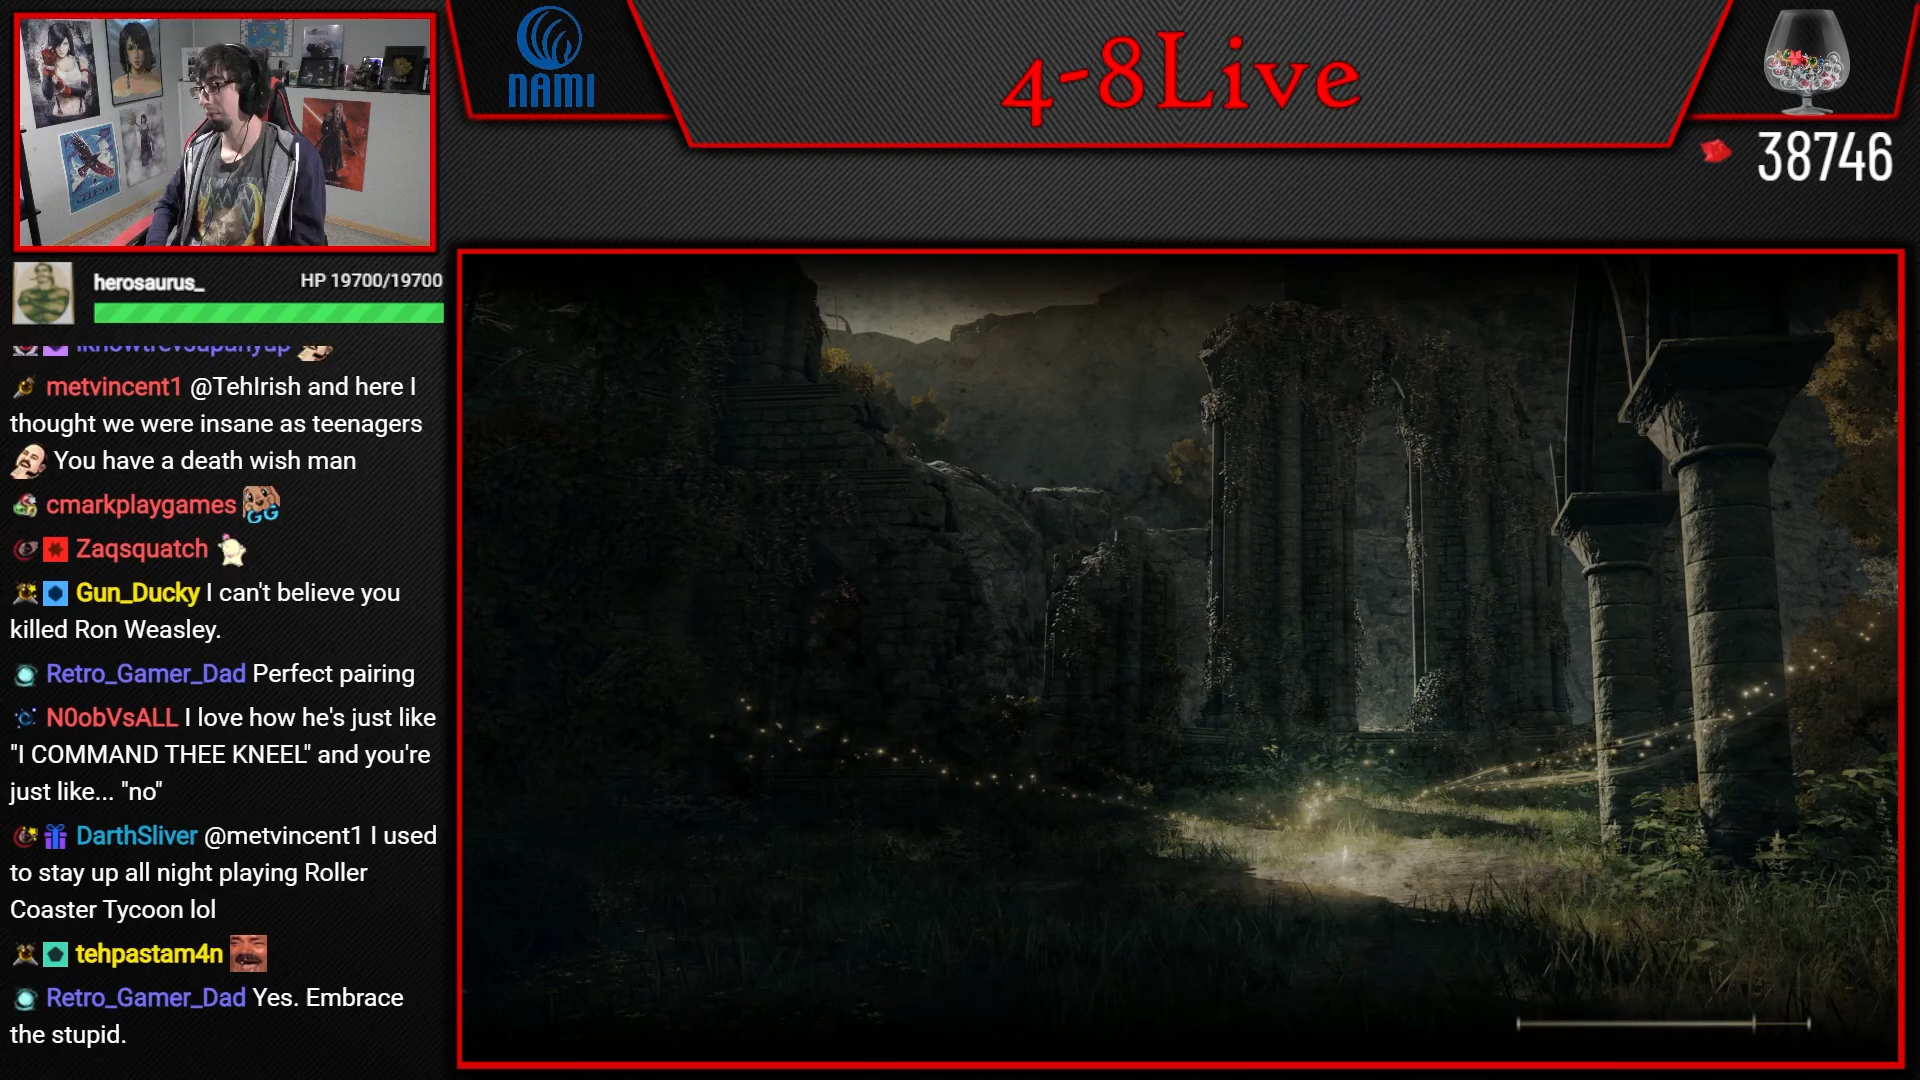 NAMI
4-8Live
38746
CELESTE
herosaurus_ HP 19700/19700
metvincent1 @TehIrish and here I
thought we were insane as teenagers
You have a death wish man
cmarkplaygames GG
Zaqsquatch
Gun_Ducky I can't believe you
killed Ron Weasley.
Retro_Gamer_Dad Perfect pairing
N0obVsALL I love how he's just like
"I COMMAND THEE KNEEL" and you're
just like... "no"
DarthSliver @metvincent1 I used
to stay up all night playing Roller
Coaster Tycoon lol
tehpastam4n
Retro_Gamer_Dad Yes. Embrace
the stupid.